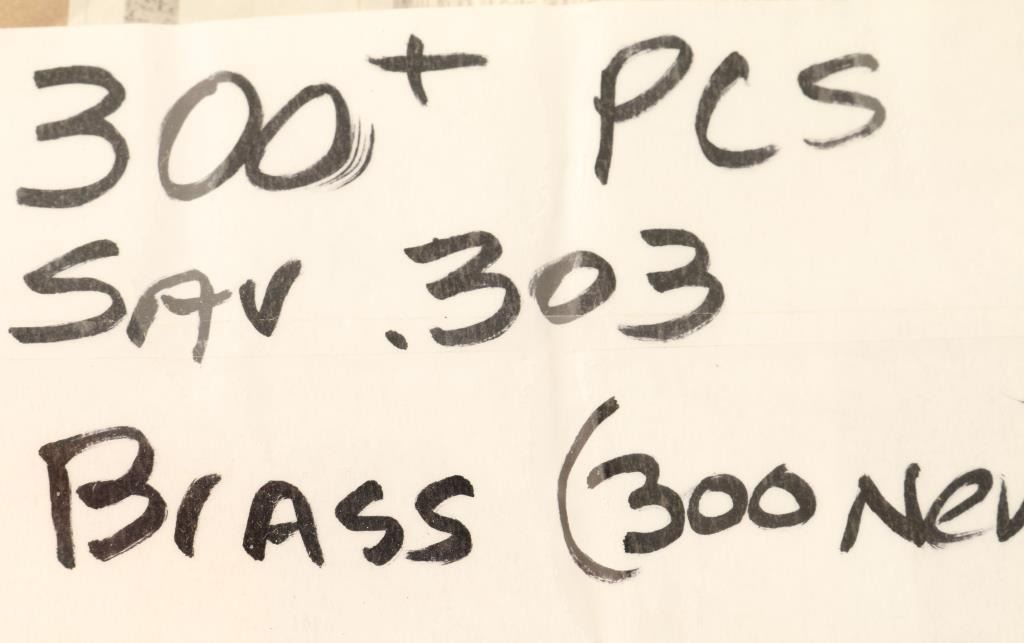 300+ PCS
SAV .303
BrASS (300 New